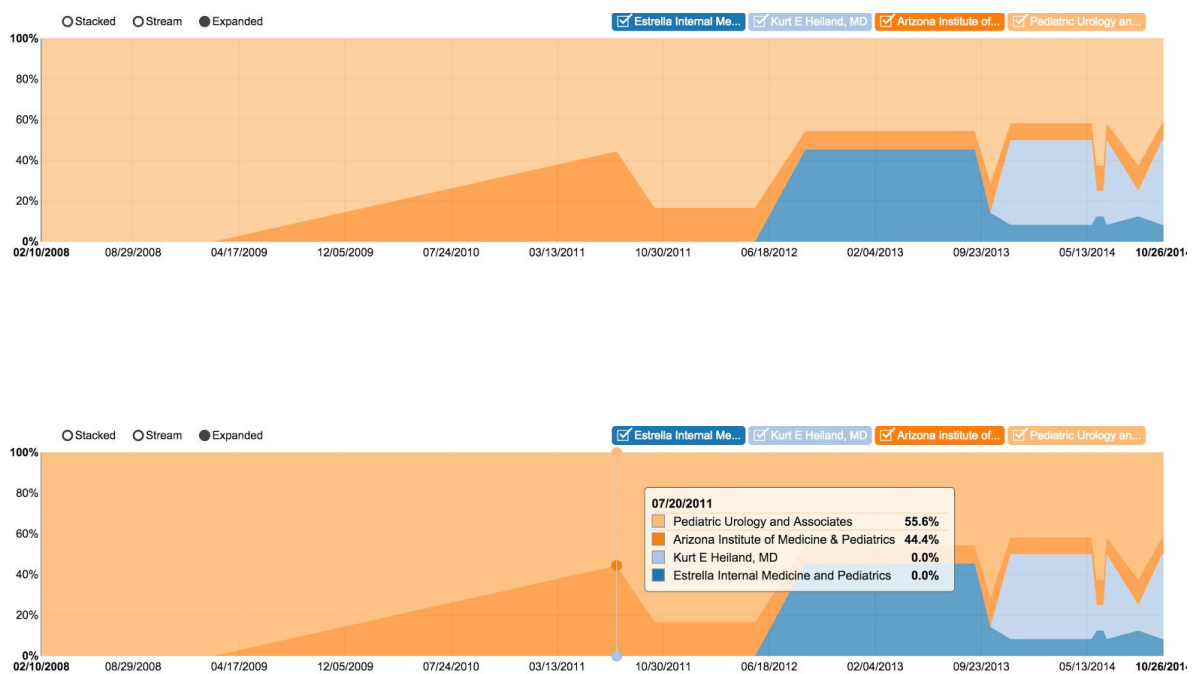 Stacked Stream Expanded Estrella Internal Me... Kurt E Heiland, MD Arizona Institute of... Pediatric Urology an...
100%
80%
60%
40%
20%
0%
02/10/2008 08/29/2008 04/17/2009 12/05/2009 07/24/2010 03/13/2011 10/30/2011 06/18/2012 02/04/2013 09/23/2013 05/13/2014 10/26/2014
Stacked Stream Expanded Estrella Internal Me... Kurt E Heiland, MD Arizona Institute of... Pediatric Urology an...
100%
80%
07/20/2011
Pediatric Urology and Associates 55.6%
60%
Arizona Institute of Medicine & Pediatrics 44.4%
Kurt E Heiland, MD 0.0%
40%
Estrella Internal Medicine and Pediatrics 0.0%
20%
0%
02/10/2008 08/29/2008 04/17/2009 12/05/2009 07/24/2010 03/13/2011 10/30/2011 06/18/2012 02/04/2013 09/23/2013 05/13/2014 10/26/2014